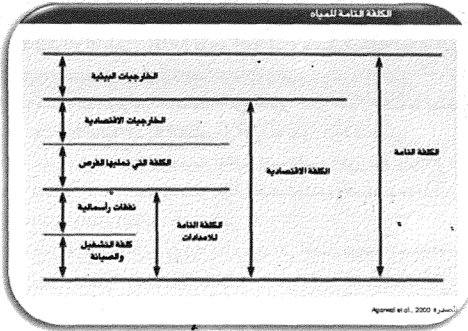 الكلفة التامة للمياه
الخارجيات البيئية
الخارجيات الاقتصادية
الكلفة التي تمليها الفرص
نفقات رأسمالية
كلفة التشغيل
والصيانة
الكلفة التامة
للامدادات
الكلفة الاقتصادية
الكلفة التامة
المصدر: Agarwal et al., 2000